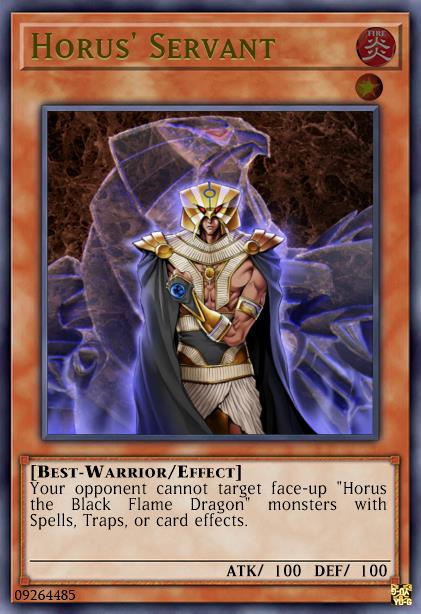 Horus' Servant
FIRE
炎
[Best-Warrior/Effect]
Your opponent cannot target face-up "Horus
the Black Flame Dragon" monsters with
Spells, Traps, or card effects.
ATK/ 100 DEF/ 100
09264485